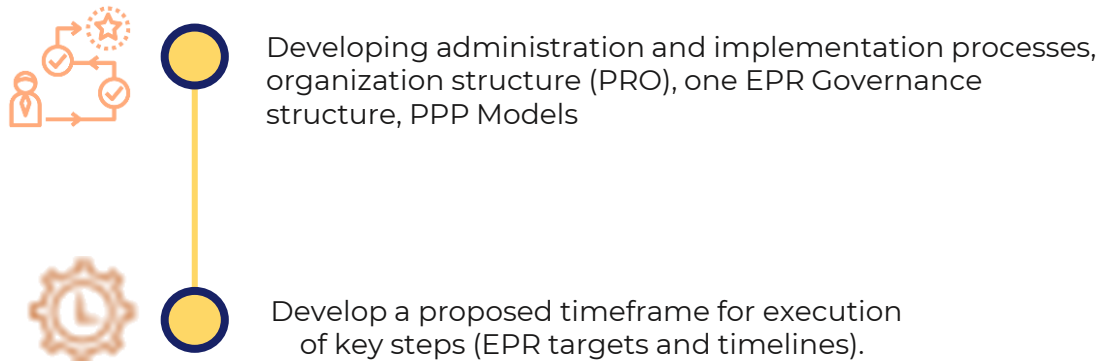 Developing administration and implementation processes,
organization structure (PRO), one EPR Governance
structure, PPP Models
Develop a proposed timeframe for execution
of key steps (EPR targets and timelines).